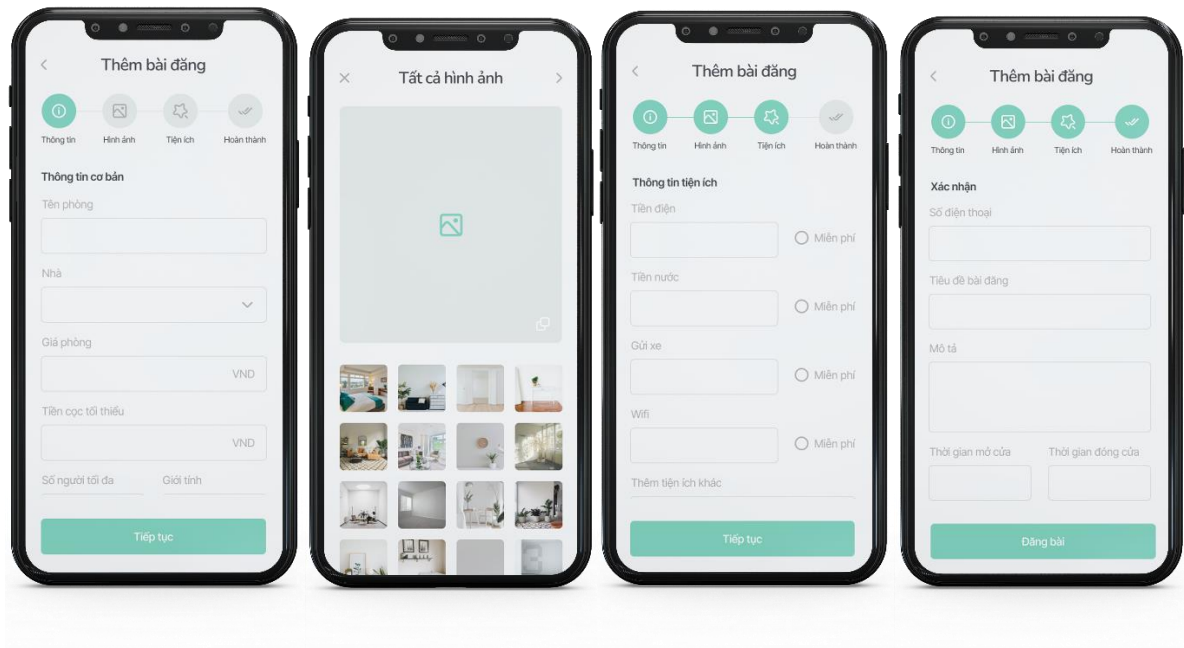 Thêm bài đăng
Thông tin
Hình ảnh
Tiện ích
Hoàn thành
Thông tin cơ bản
Tên phòng
Nhà
Giá phòng
VND
Tiền cọc tối thiểu
VND
Số người tối đa
Giới tính
Tiếp tục
Tất cả hình ảnh
Thêm bài đăng
Thông tin
Hình ảnh
Tiện ích
Hoàn thành
Thông tin tiện ích
Tiền điện
Miễn phí
Tiền nước
Miễn phí
Gửi xe
Miễn phí
Wifi
Miễn phí
Thêm tiện ích khác
Tiếp tục
Thêm bài đăng
Thông tin
Hình ảnh
Tiện ích
Hoàn thành
Xác nhận
Số điện thoại
Tiêu đề bài đăng
Mô tả
Thời gian mở cửa
Thời gian đóng cửa
Đăng bài